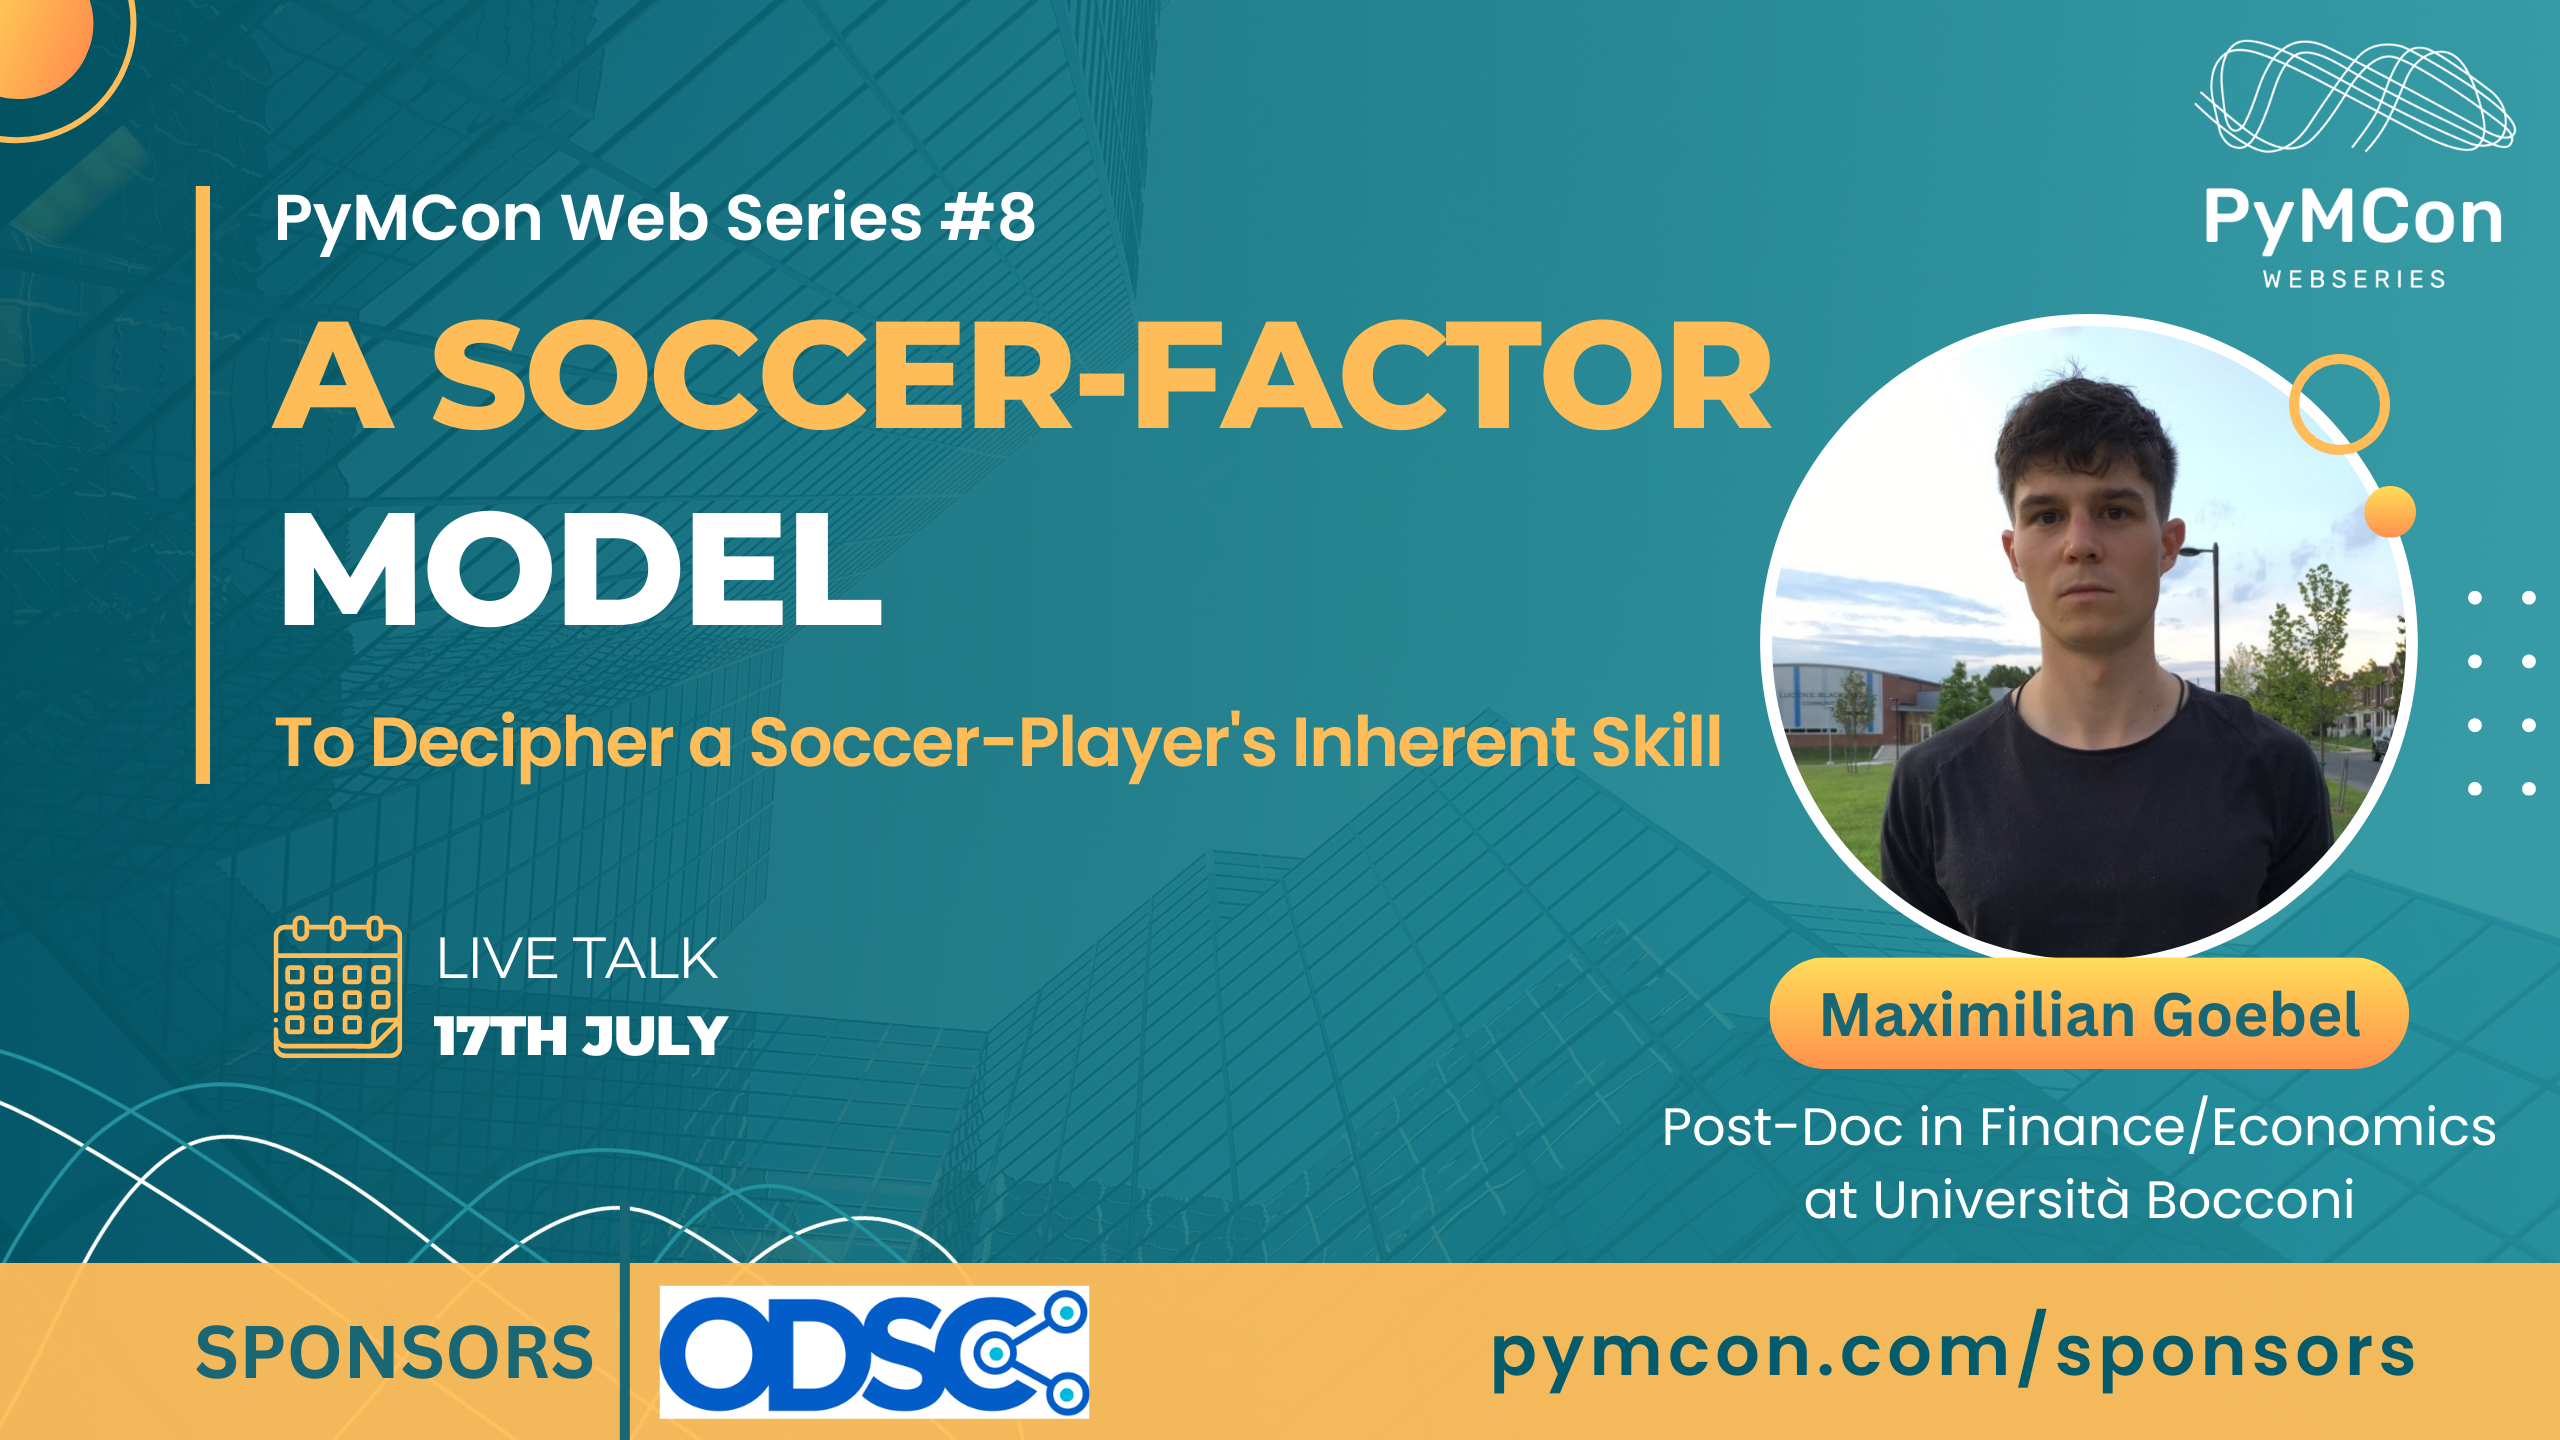 PyMCon Web Series #8
A SOCCER-FACTOR
MODEL
To Decipher a Soccer-Player's Inherent Skill
LIVE TALK
17TH JULY
PyMCon
WEBSERIES
Maximilian Goebel
Post-Doc in Finance/Economics
at Università Bocconi
SPONSORS
ODSC
pymcon.com/sponsors